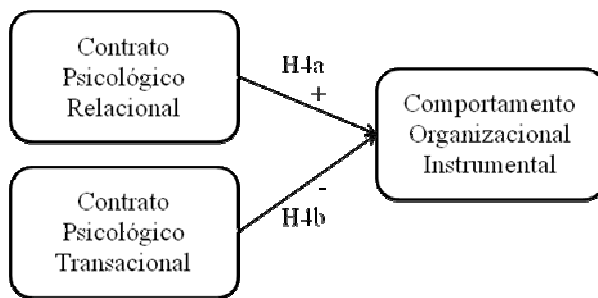 Contrato
Psicológico
Relacional
H4a
+
Comportamento
Organizacional
Instrumental
Contrato
Psicológico
Transacional
-
H4b